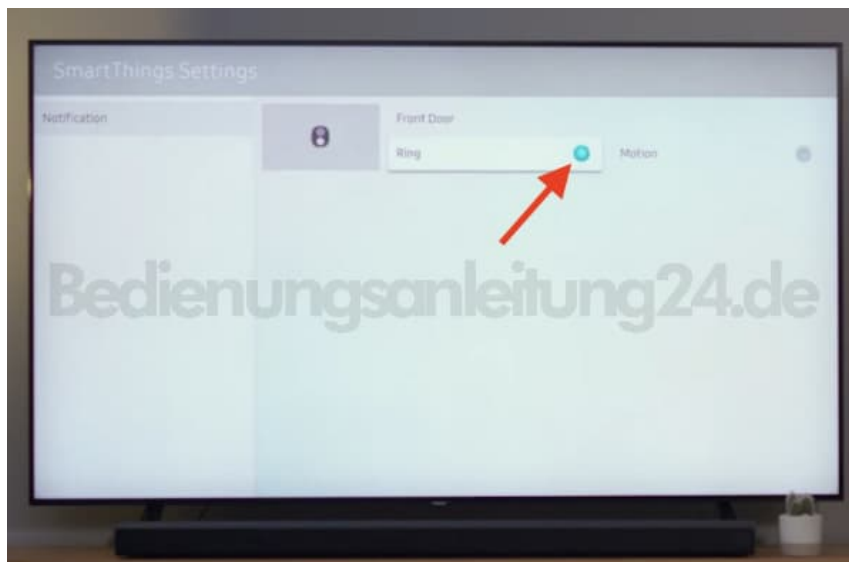 SmartThings Settings
Notification
Front Door
Ring
Motion
Bedienungsanleitung24.de